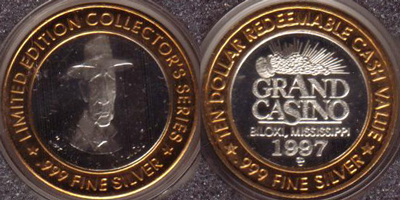 LIMITED EDITION COLLECTOR'S SERIES
.999 FINE SILVER
TEN DOLLAR REDEEMABLE CASH VALUE
GRAND
CASINO
BILOXI, MISSISSIPPI
1997
.999 FINE SILVER